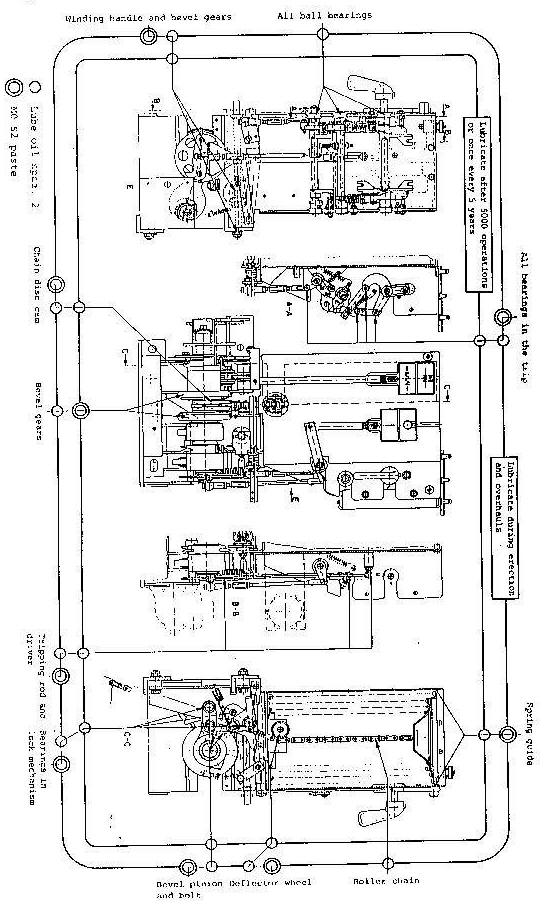 Winding handle and bevel gears
All ball bearings
Lubricate after 5000 operations
or once every 5 years
All bearings in the trip
Lubricate during erection
and overhauls
Spring guide
Lube oil spec. 2
MO S2 paste
Chain disc cam
Bevel gears
Tripping rod and
driver
Bearings in
lock mechanism
Bevel pinion
and bolt
Deflector wheel
Roller chain
A
A
B
B
E
A-A
C
C
E
B-B
C-C